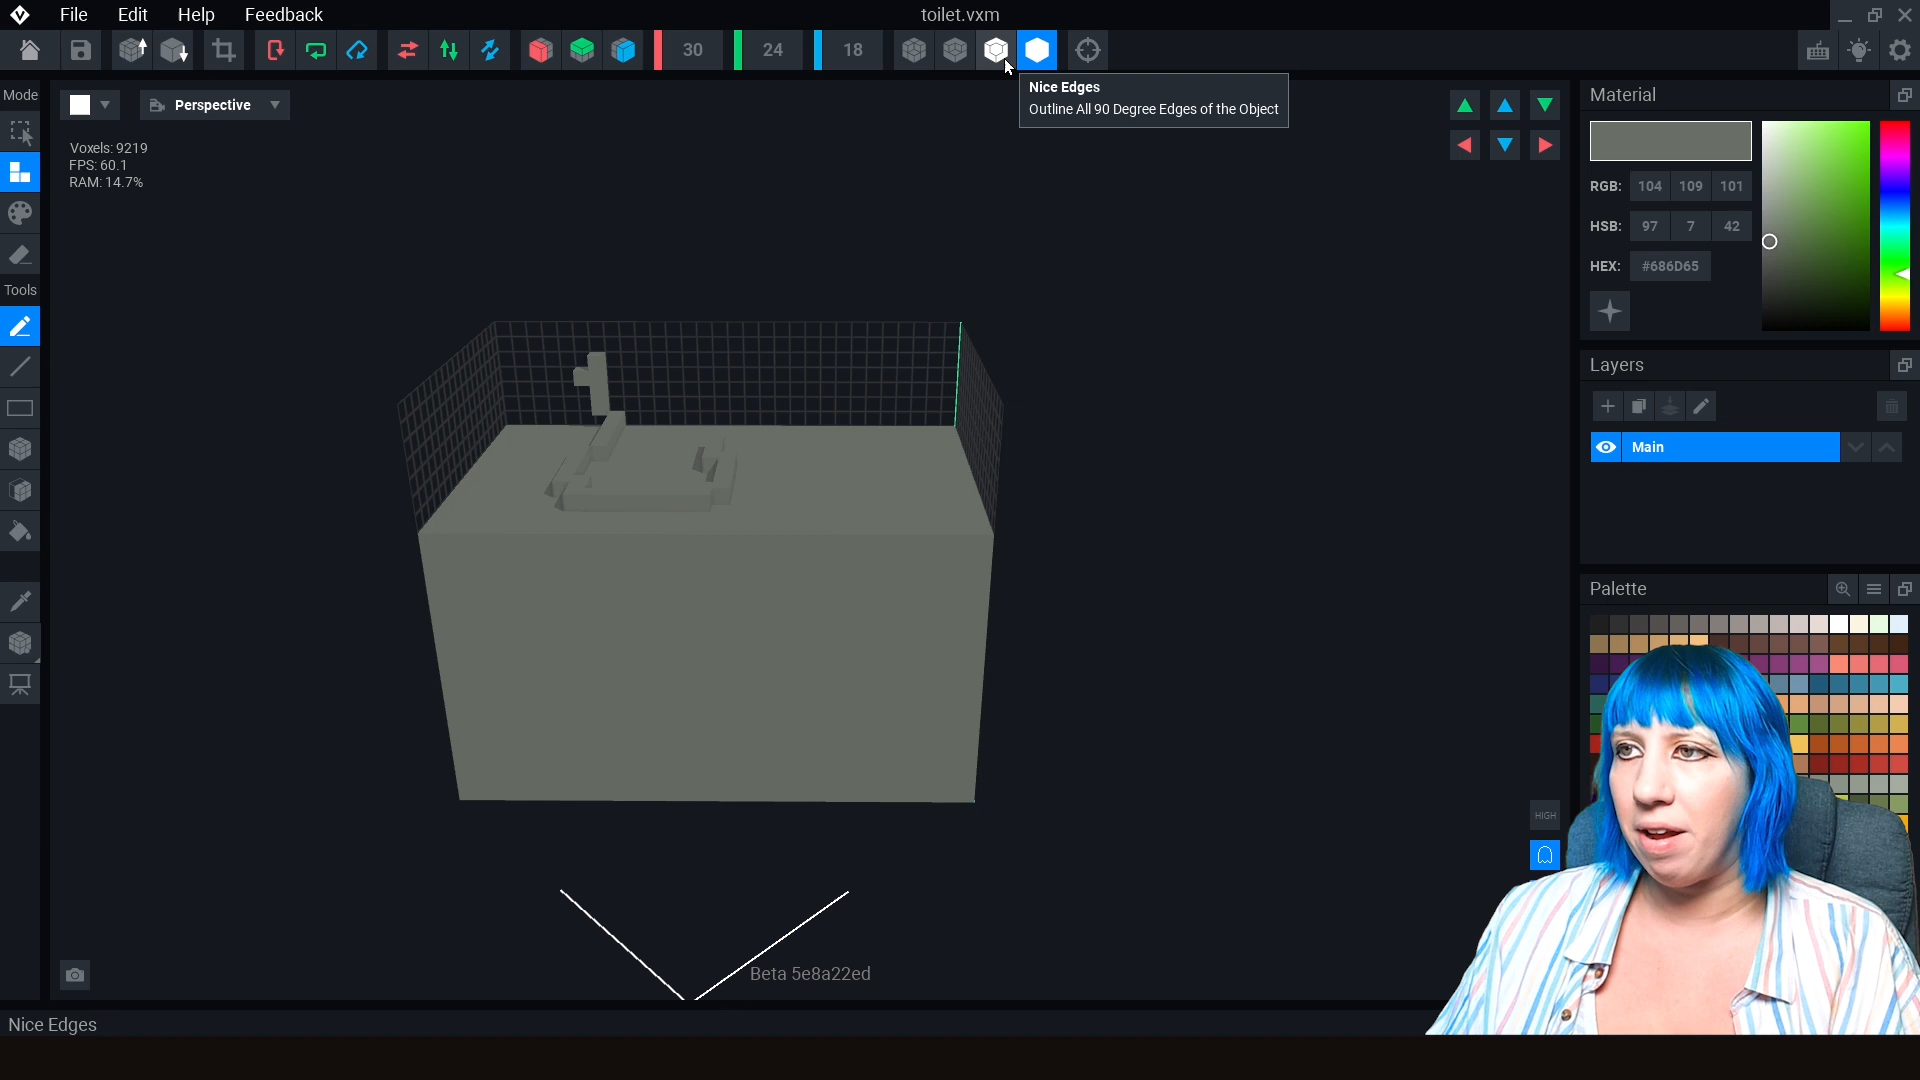 File Edit Help Feedback
toilet.vxm
30 24 18
Mode
Perspective
Nice Edges
Outline All 90 Degree Edges of the Object
Voxels: 9219
FPS: 60.1
RAM: 14.7%
Tools
Material
RGB: 104 109 101
HSB: 97 7 42
HEX: #686D65
Layers
Main
Palette
HIGH
Beta 5e8a22ed
Nice Edges